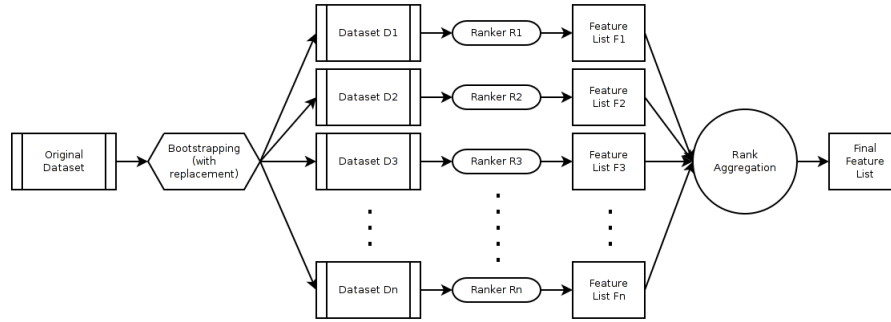 Original
Dataset
Bootstrapping
(with
replacement)
Dataset D1
Ranker R1
Feature
List F1
Dataset D2
Ranker R2
Feature
List F2
Dataset D3
Ranker R3
Feature
List F3
Dataset Dn
Ranker Rn
Feature
List Fn
Rank
Aggregation
Final
Feature
List